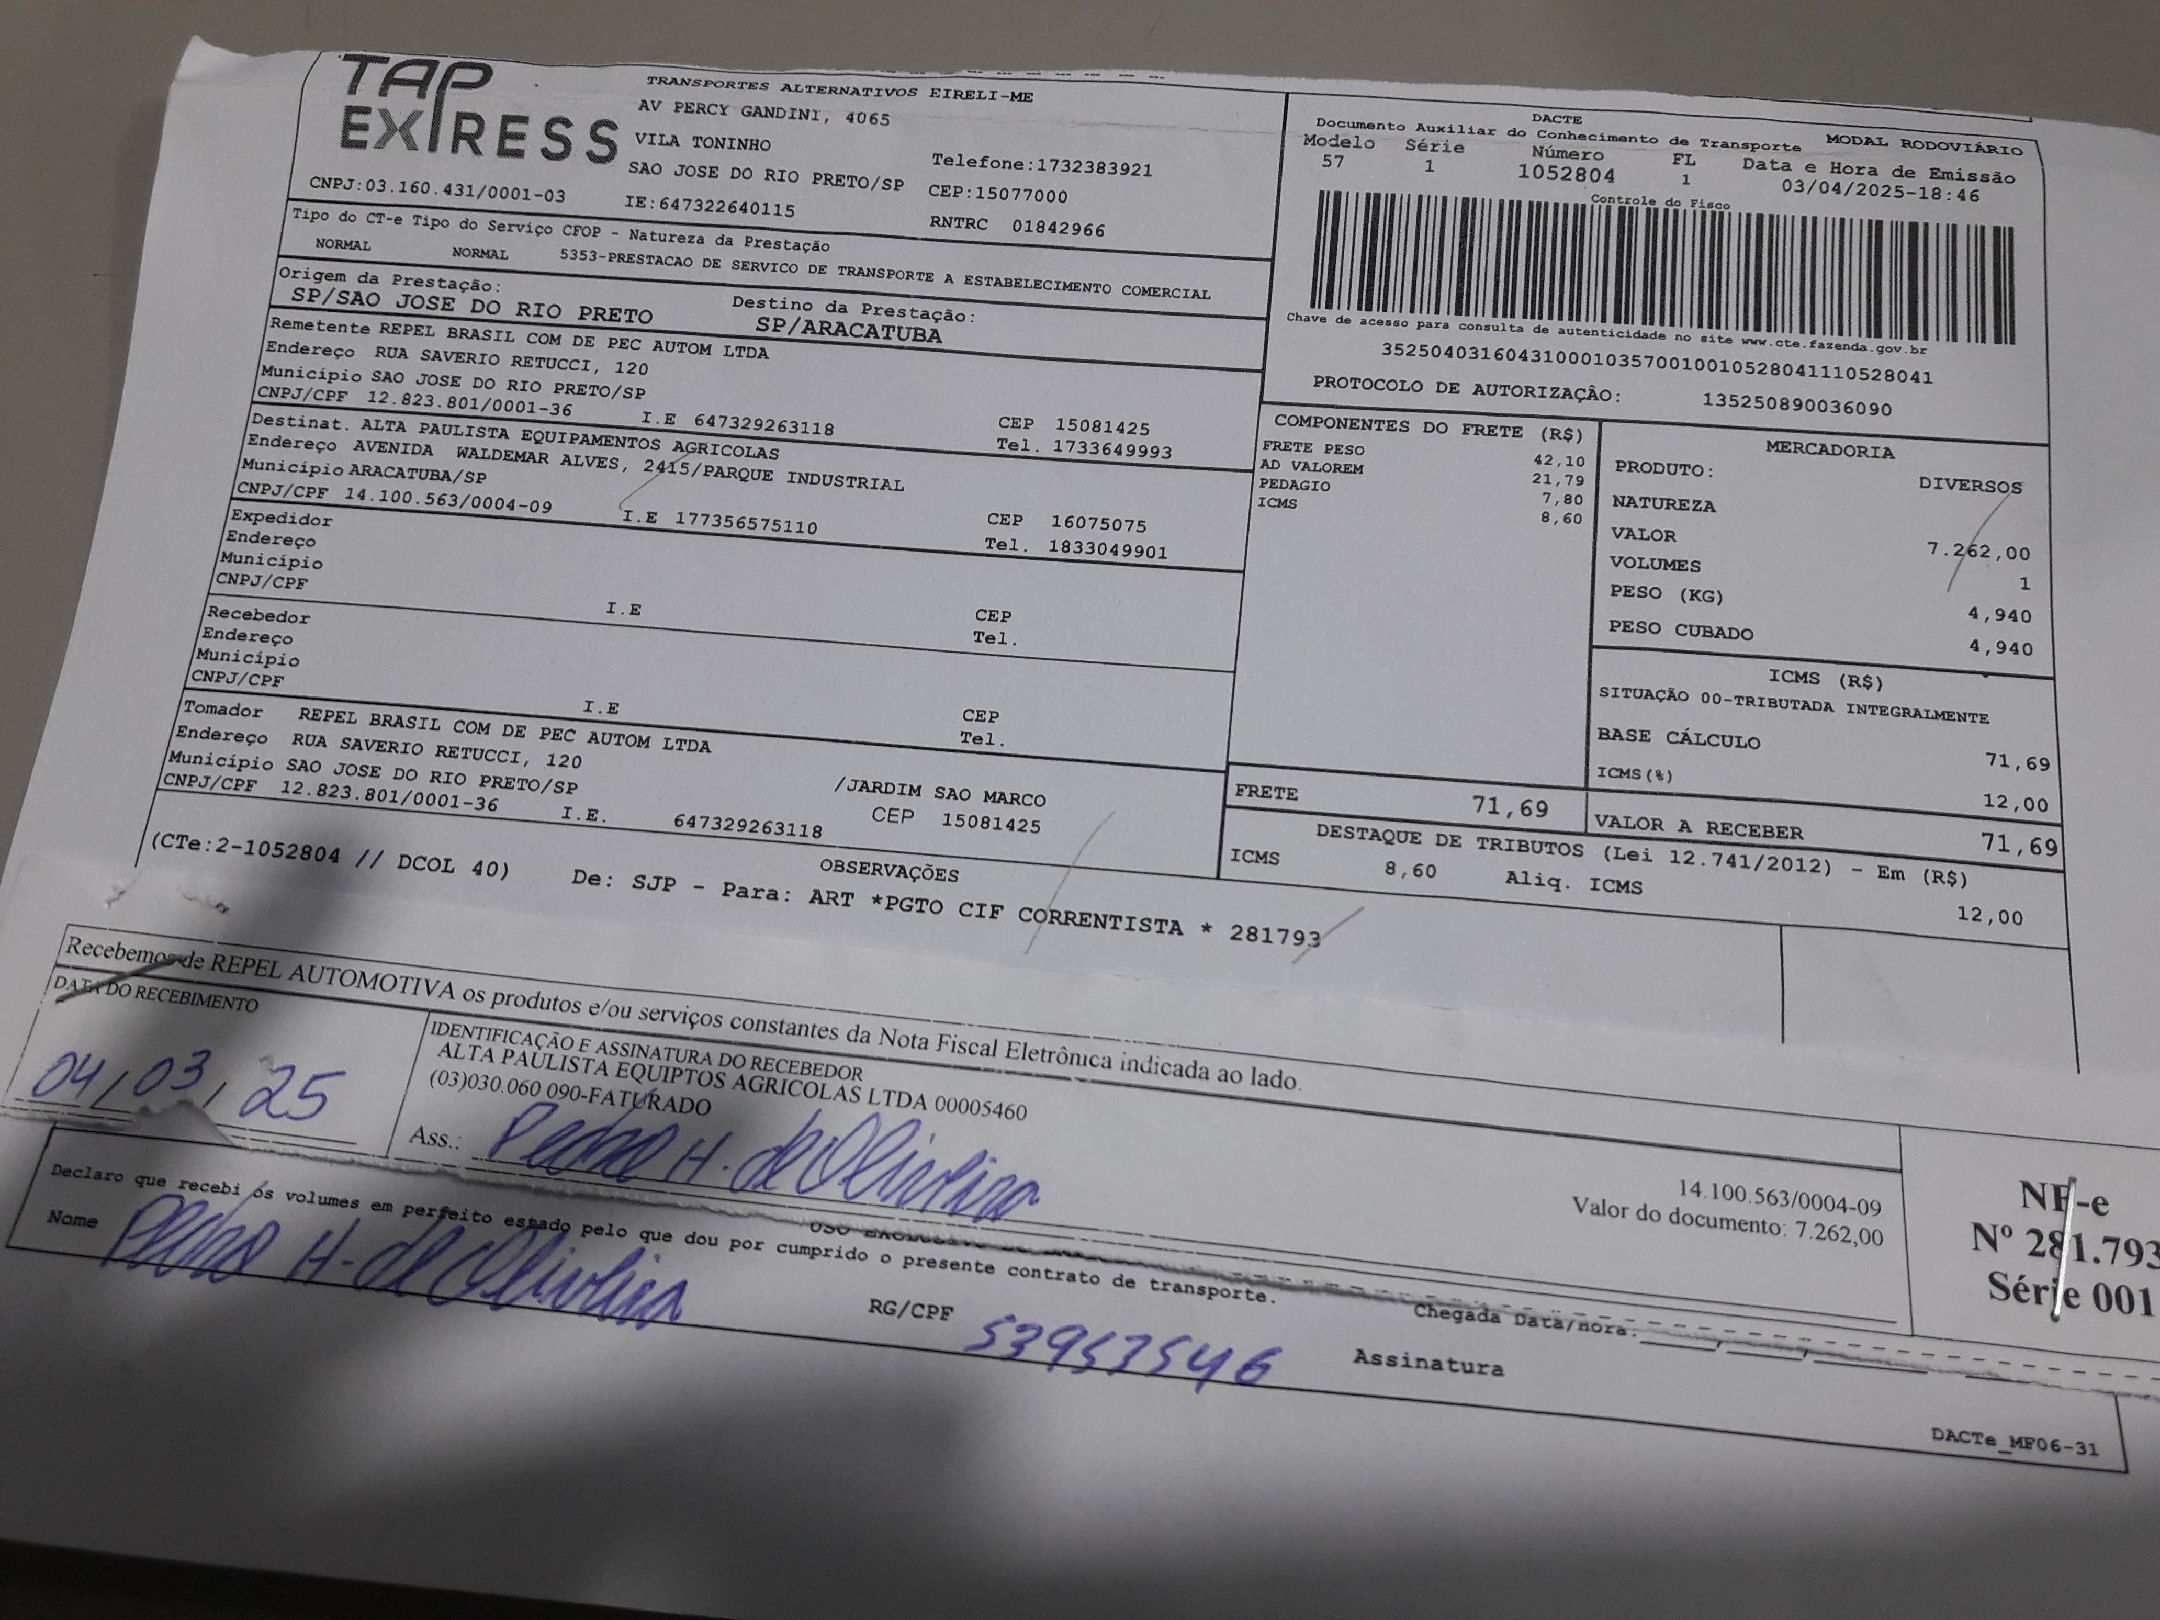 TAP EXPRESS
TRANSPORTES ALTERNATIVOS EIRELI-ME
AV PERCY GANDINI, 4065
VILA TONINHO
Telefone:1732383921
SAO JOSE DO RIO PRETO/SP CEP:15077000
CNPJ:03.160.431/0001-03 IE:647322640115 RNTRC 01842966
DACTE
Documento Auxiliar do Conhecimento de Transporte MODAL RODOVIÁRIO
Modelo Série Número FL Data e Hora de Emissão
57 1 1052804 1 03/04/2025-18:46
Controle do Fisco
Chave de acesso para consulta de autenticidade no site www.cte.fazenda.gov.br
35250403160431000103570010010528041110528041
PROTOCOLO DE AUTORIZAÇÂO: 135250890036090
Tipo do CT-e Tipo do Serviço CFOP - Natureza da Prestação
NORMAL NORMAL 5353-PRESTACAO DE SERVICO DE TRANSPORTE A ESTABELECIMENTO COMERCIAL
Origem da Prestação: Destino da Prestação:
SP/SAO JOSE DO RIO PRETO SP/ARACATUBA
Remetente REPEL BRASIL COM DE PEC AUTOM LTDA
Endereço RUA SAVERIO RETUCCI, 120
Município SAO JOSE DO RIO PRETO/SP CEP 15081425
CNPJ/CPF 12.823.801/0001-36 I.E 647329263118 Tel. 1733649993
Destinat. ALTA PAULISTA EQUIPAMENTOS AGRICOLAS
Endereço AVENIDA WALDEMAR ALVES, 2415/PARQUE INDUSTRIAL
Município ARACATUBA/SP CEP 16075075
CNPJ/CPF 14.100.563/0004-09 I.E 177356575110 Tel. 1833049901
Expedidor
Endereço
Município CEP
CNPJ/CPF I.E Tel.
Recebedor
Endereço
Município CEP
CNPJ/CPF I.E Tel.
Tomador REPEL BRASIL COM DE PEC AUTOM LTDA
Endereço RUA SAVERIO RETUCCI, 120 /JARDIM SAO MARCO
Município SAO JOSE DO RIO PRETO/SP CEP 15081425
CNPJ/CPF 12.823.801/0001-36 I.E. 647329263118
COMPONENTES DO FRETE (R$)
FRETE PESO 42,10
AD VALOREM 21,79
PEDAGIO 7,80
ICMS 8,60
MERCADORIA
PRODUTO: DIVERSOS
NATUREZA
VALOR 7.262,00
VOLUMES 1
PESO (KG) 4,940
PESO CUBADO 4,940
ICMS (R$)
SITUAÇÃO 00-TRIBUTADA INTEGRALMENTE
BASE CÁLCULO 71,69
ICMS(%) 12,00
FRETE 71,69 VALOR A RECEBER 71,69
DESTAQUE DE TRIBUTOS (Lei 12.741/2012) - Em (R$)
ICMS 8,60 Aliq. ICMS 12,00
OBSERVAÇÕES
(CTe:2-1052804 // DCOL 40) De: SJP - Para: ART *PGTO CIF CORRENTISTA * 281793
Recebemos de REPEL AUTOMOTIVA os produtos e/ou serviços constantes da Nota Fiscal Eletrônica indicada ao lado.
DATA DO RECEBIMENTO
04/03/25
IDENTIFICAÇÃO E ASSINATURA DO RECEBEDOR
ALTA PAULISTA EQUIPTOS AGRICOLAS LTDA 00005460
(03)030.060 090-FATURADO
Ass.: Pedro H. de Oliveira
14.100.563/0004-09
Valor do documento: 7.262,00
NF-e
Nº 281.793
Série 001
Declaro que recebi os volumes em perfeito estado pelo que dou por cumprido o presente contrato de transporte.
Nome Pedro H. de Oliveira
RG/CPF 539537546
Chegada Data/hora:
Assinatura
DACTe_MF06-31